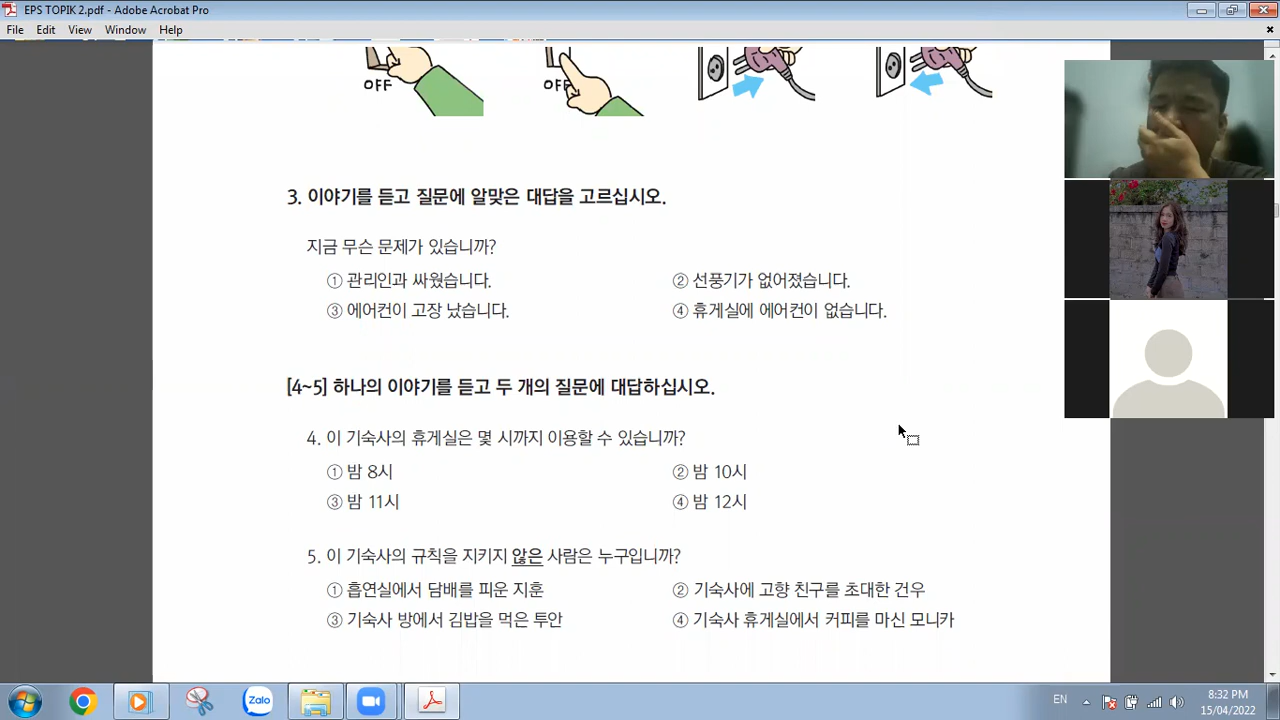 EPS TOPIK 2.pdf - Adobe Acrobat Pro
File Edit View Window Help
OFF OFF
3. 이야기를 듣고 질문에 알맞은 대답을 고르십시오.
지금 무슨 문제가 있습니까?
① 관리인과 싸웠습니다. ② 선풍기가 없어졌습니다.
③ 에어컨이 고장 났습니다. ④ 휴게실에 에어컨이 없습니다.
[4~5] 하나의 이야기를 듣고 두 개의 질문에 대답하십시오.
4. 이 기숙사의 휴게실은 몇 시까지 이용할 수 있습니까?
① 밤 8시 ② 밤 10시
③ 밤 11시 ④ 밤 12시
5. 이 기숙사의 규칙을 지키지 않은 사람은 누구입니까?
① 흡연실에서 담배를 피운 지훈 ② 기숙사에 고향 친구를 초대한 건우
③ 기숙사 방에서 김밥을 먹은 투안 ④ 기숙사 휴게실에서 커피를 마신 모니카
Zalo
EN
8:32 PM
15/04/2022